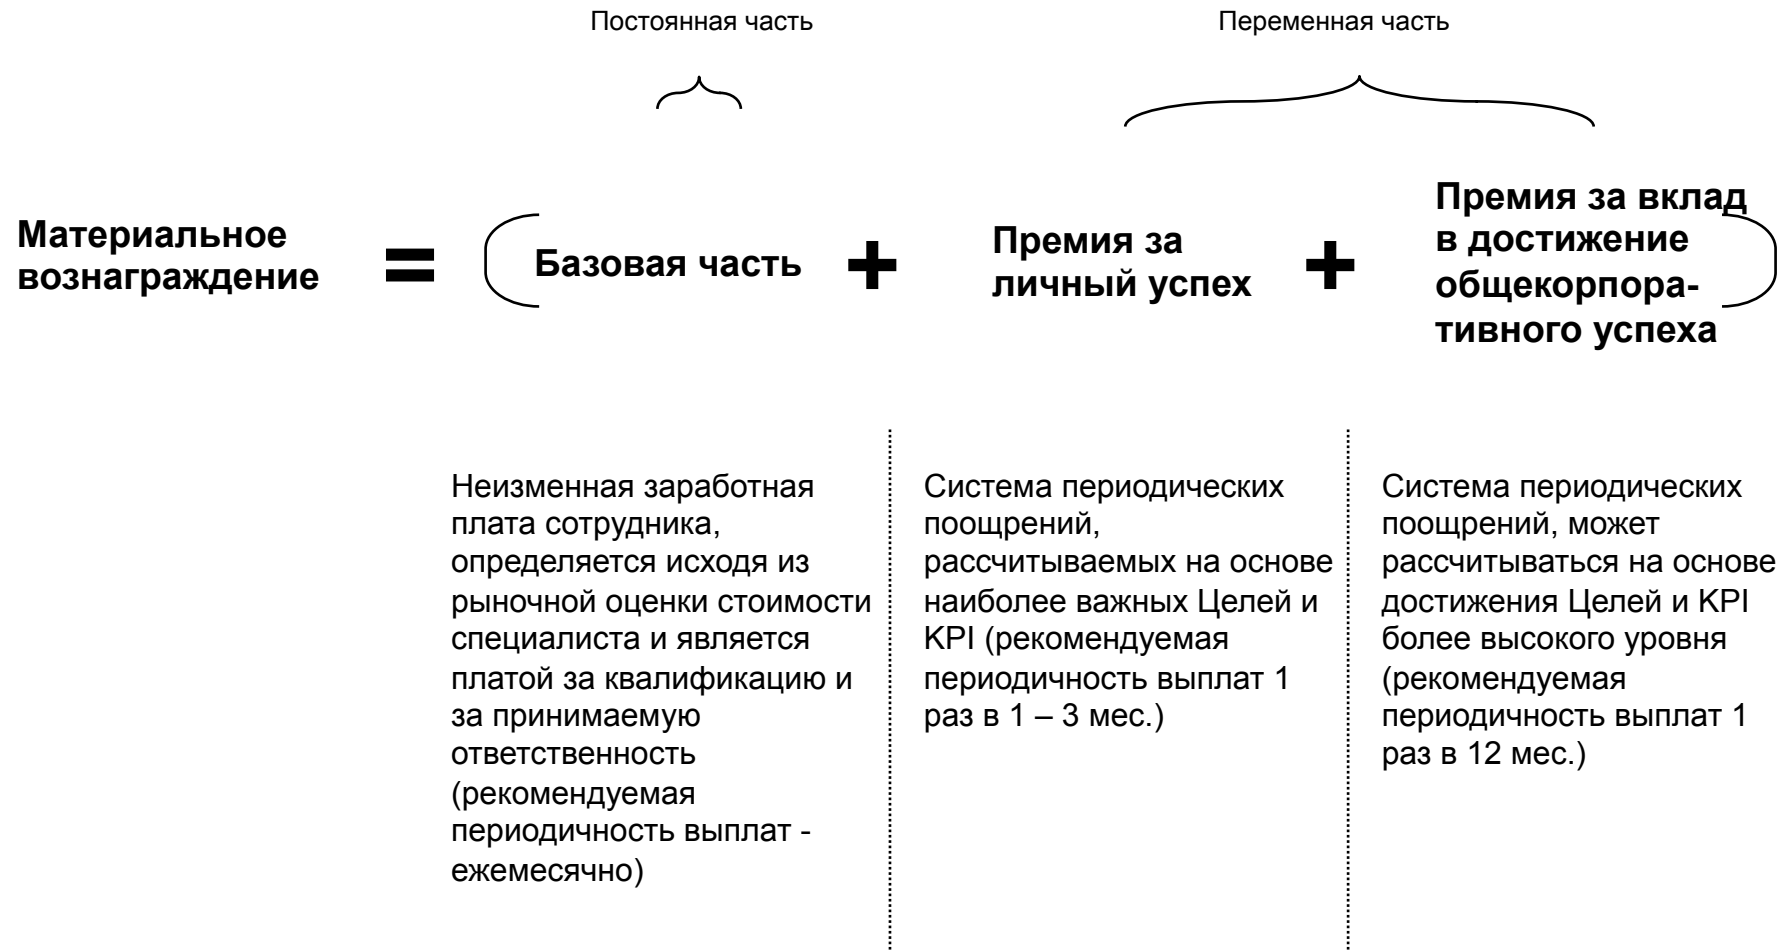 Постоянная часть
Переменная часть
Материальное
вознаграждение
=
Базовая часть
+
Премия за
личный успех
+
Премия за вклад
в достижение
общекорпора-
тивного успеха
Неизменная заработная
плата сотрудника,
определяется исходя из
рыночной оценки стоимости
специалиста и является
платой за квалификацию и
за принимаемую
ответственность
(рекомендуемая
периодичность выплат -
ежемесячно)
Система периодических
поощрений,
рассчитываемых на основе
наиболее важных Целей и
KPI (рекомендуемая
периодичность выплат 1
раз в 1 – 3 мес.)
Система периодических
поощрений, может
рассчитываться на основе
достижения Целей и KPI
более высокого уровня
(рекомендуемая
периодичность выплат 1
раз в 12 мес.)